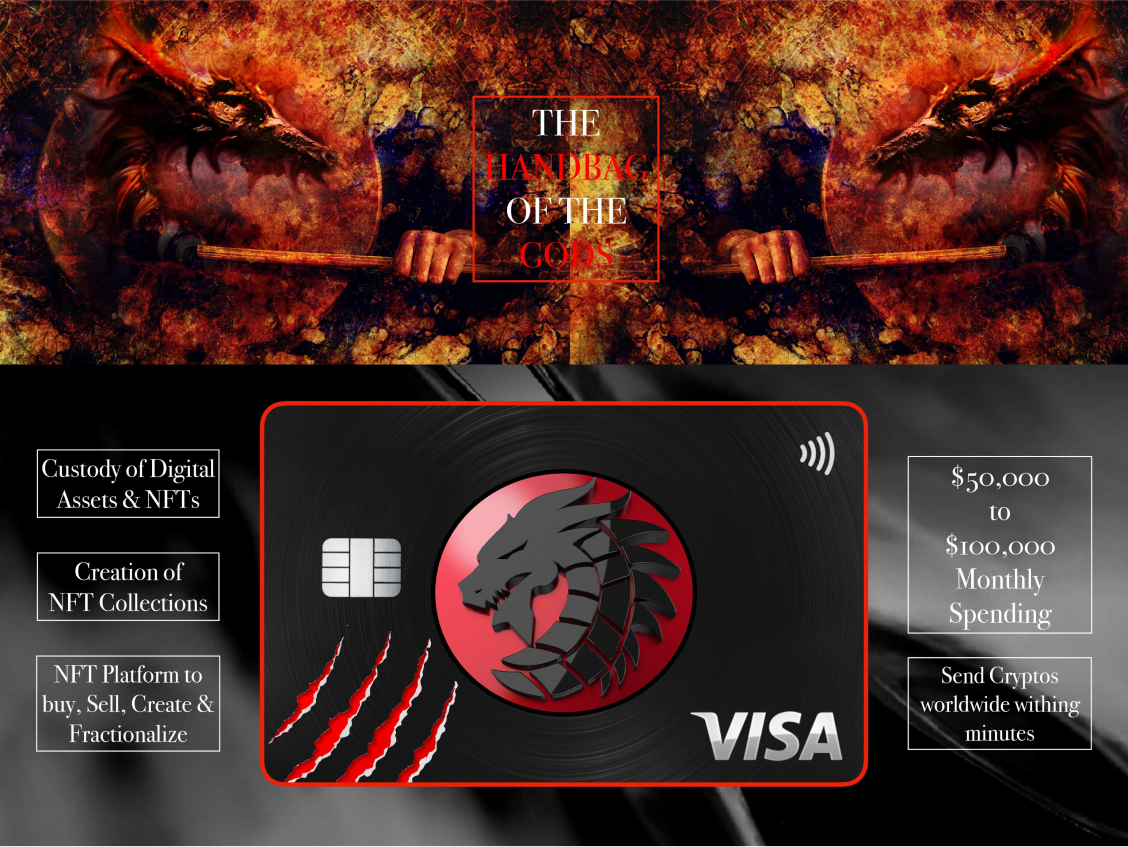 THE
HANDBAG
OF THE
GODS
Custody of Digital
Assets & NFTs
Creation of
NFT Collections
NFT Platform to
buy, Sell, Create &
Fractionalize
VISA
$50,000
to
$100,000
Monthly
Spending
Send Cryptos
worldwide withing
minutes